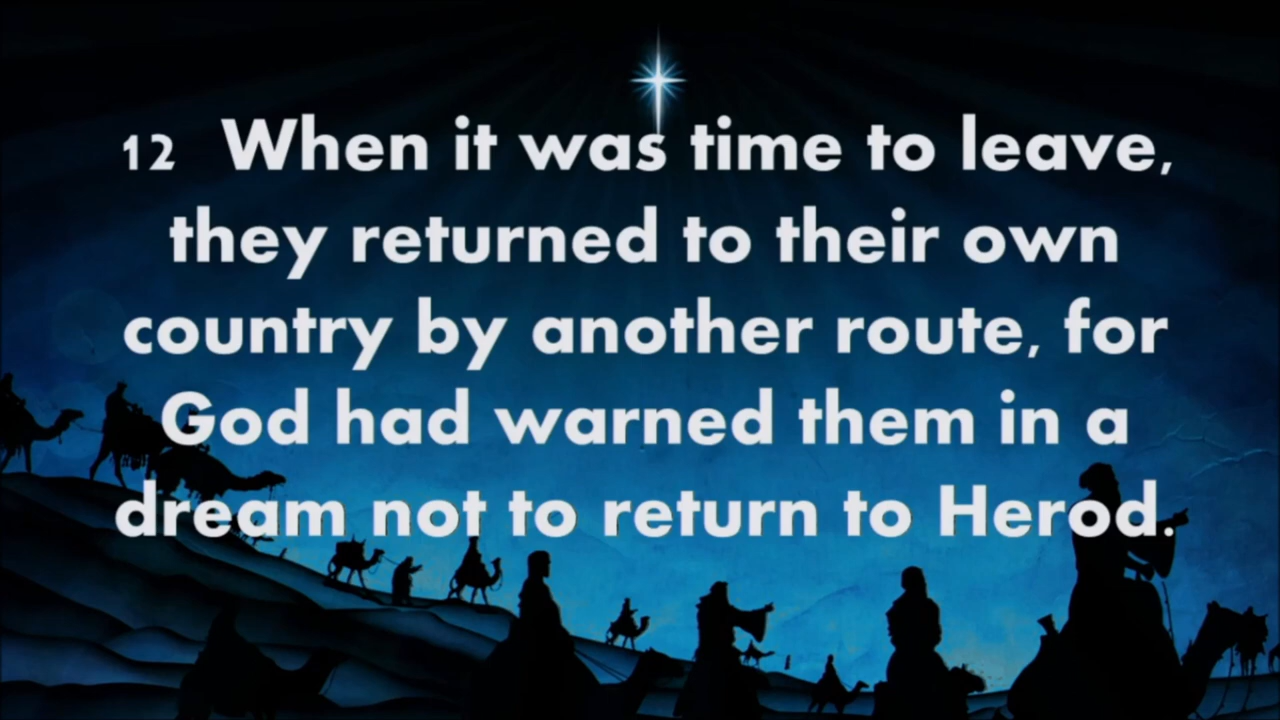 12 When it was time to leave,
they returned to their own
country by another route, for
God had warned them in a
dream not to return to Herod.